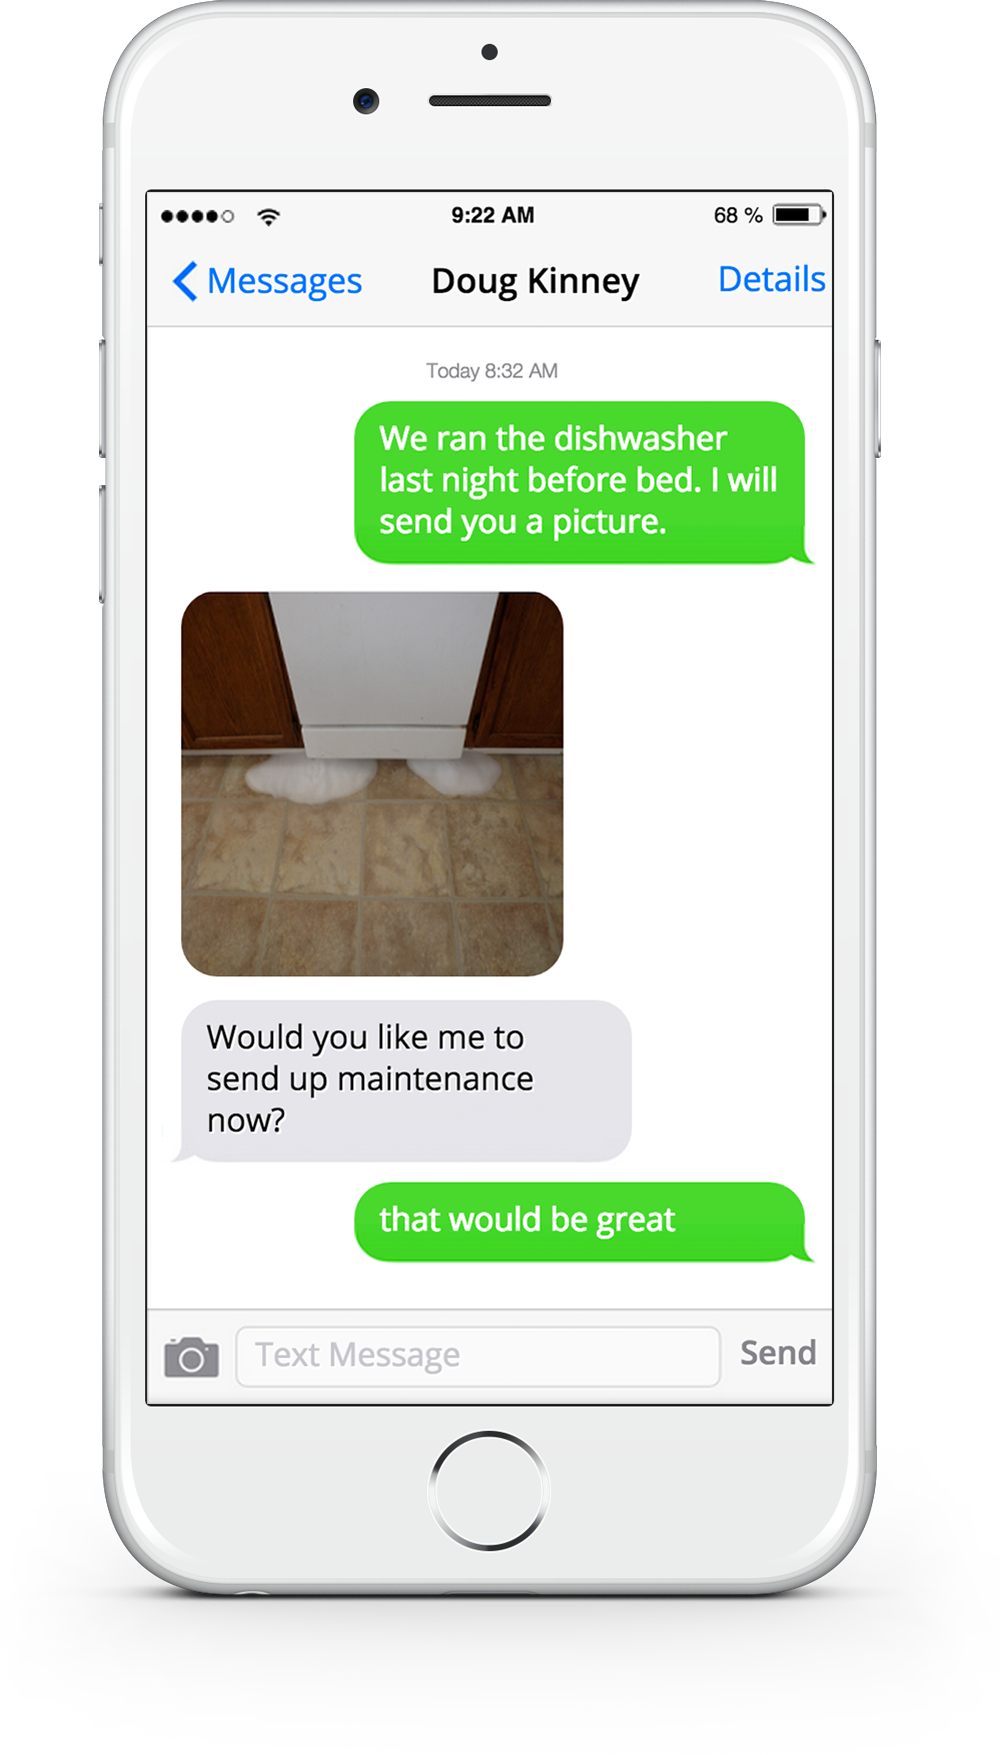 9:22 AM
68 %
Messages
Doug Kinney
Details
Today 8:32 AM
We ran the dishwasher
last night before bed. I will
send you a picture.
Would you like me to
send up maintenance
now?
that would be great
Text Message
Send